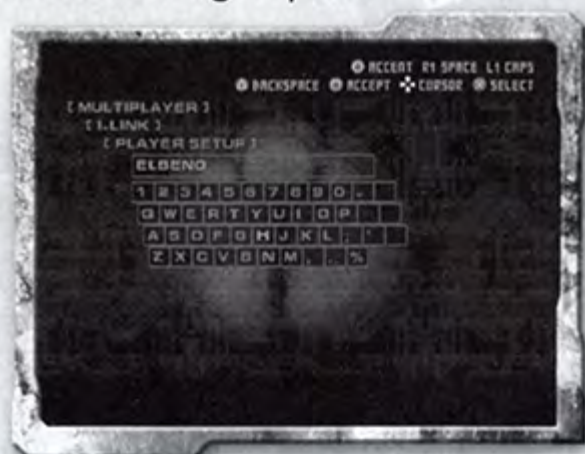 ACCENT R1 SPACE L1 CAPS
BACKSPACE ACCEPT CURSOR SELECT
[ MULTIPLAYER ]
[ I-LINK ]
[ PLAYER SETUP ]
ELBENO
1 2 3 4 5 6 7 8 9 0 -
Q W E R T Y U I O P
A S D F G H J K L ; '
Z X C V B N M , . %